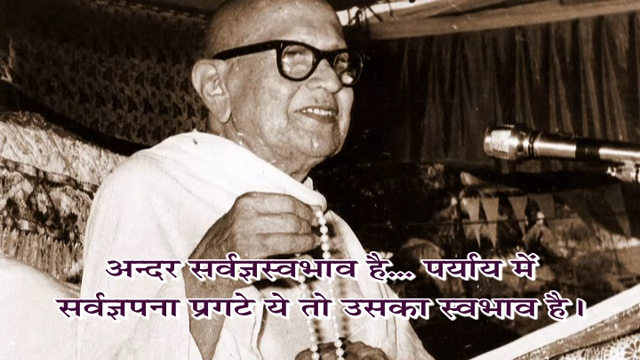 अन्दर सर्वज्ञस्वभाव है... पर्याय में
सर्वज्ञपना प्रगटे ये तो उसका स्वभाव है।